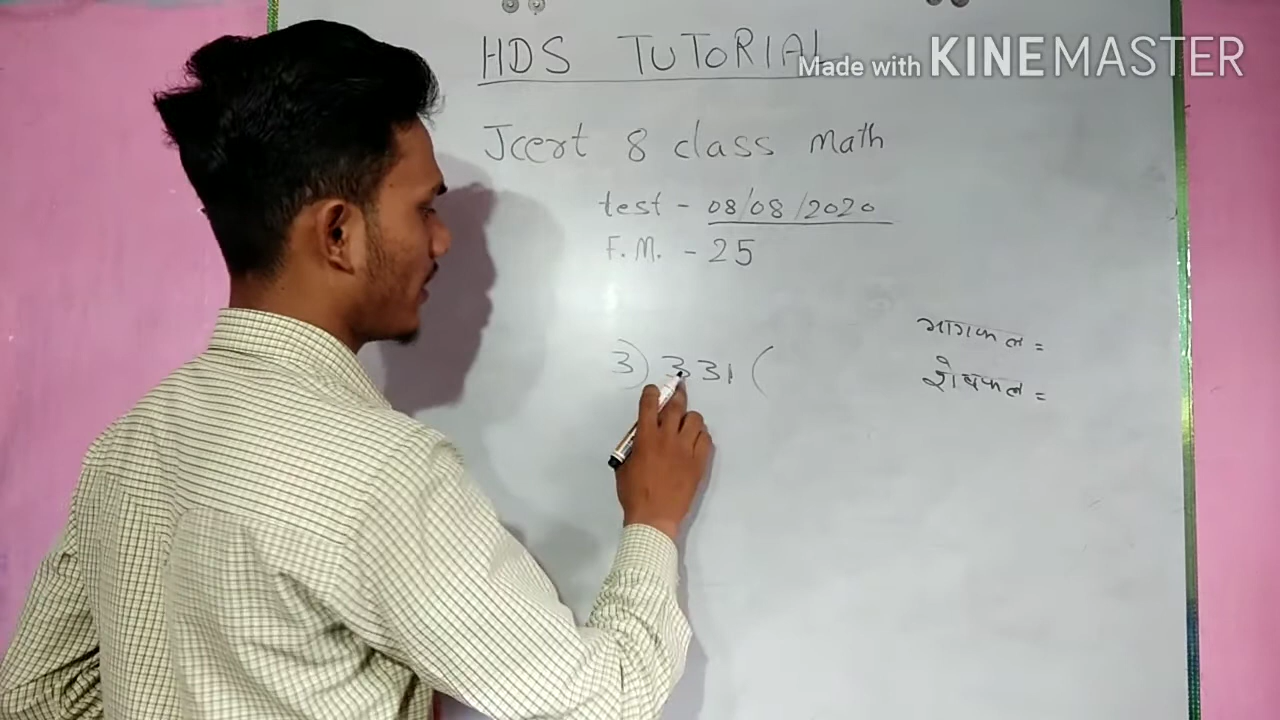 HDS TUTORIAL
Made with KINEMASTER
Jcert 8 class math
test - 08/08/2020
F.M. - 25
भागफल =
3) 331 (
शेषफल =